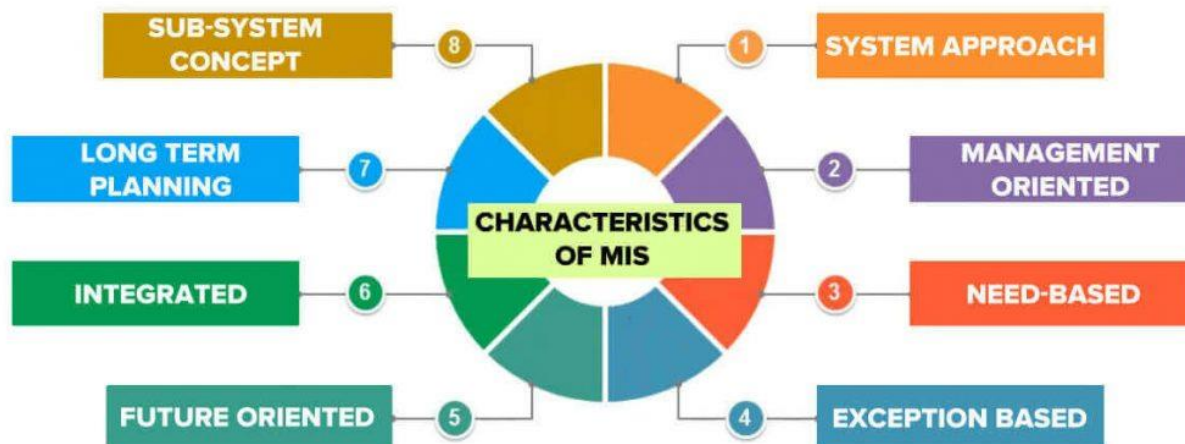 SUB-SYSTEM
CONCEPT
8
1
SYSTEM APPROACH
LONG TERM
PLANNING
7
2
MANAGEMENT
ORIENTED
CHARACTERISTICS
OF MIS
INTEGRATED
6
3
NEED-BASED
FUTURE ORIENTED
5
4
EXCEPTION BASED